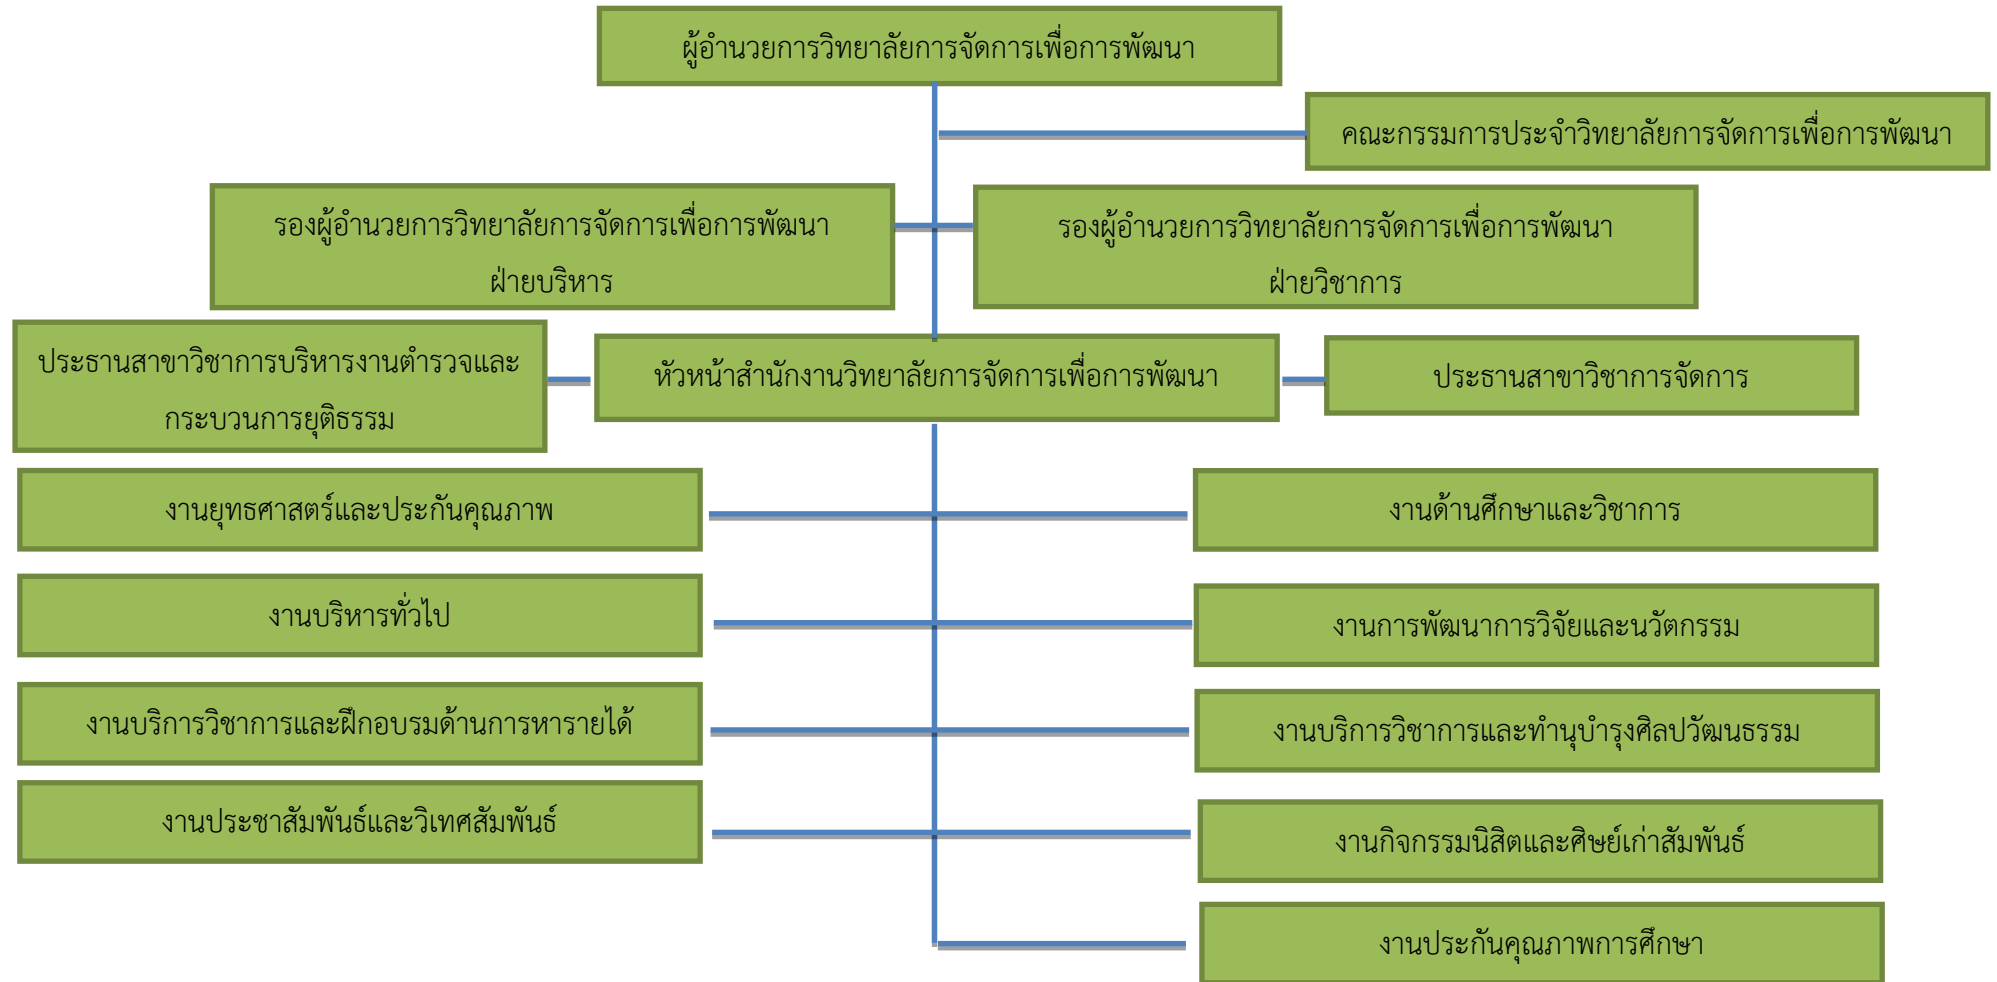 ผู้อำนวยการวิทยาลัยการจัดการเพื่อการพัฒนา
คณะกรรมการประจำวิทยาลัยการจัดการเพื่อการพัฒนา
รองผู้อำนวยการวิทยาลัยการจัดการเพื่อการพัฒนา
ฝ่ายบริหาร
รองผู้อำนวยการวิทยาลัยการจัดการเพื่อการพัฒนา
ฝ่ายวิชาการ
ประธานสาขาวิชาการบริหารงานตำรวจและ
กระบวนการยุติธรรม
หัวหน้าสำนักงานวิทยาลัยการจัดการเพื่อการพัฒนา
ประธานสาขาวิชาการจัดการ
งานยุทธศาสตร์และประกันคุณภาพ
งานด้านศึกษาและวิชาการ
งานบริหารทั่วไป
งานการพัฒนาการวิจัยและนวัตกรรม
งานบริการวิชาการและฝึกอบรมด้านการหารายได้
งานบริการวิชาการและทำนุบำรุงศิลปวัฒนธรรม
งานประชาสัมพันธ์และวิเทศสัมพันธ์
งานกิจกรรมนิสิตและศิษย์เก่าสัมพันธ์
งานประกันคุณภาพการศึกษา